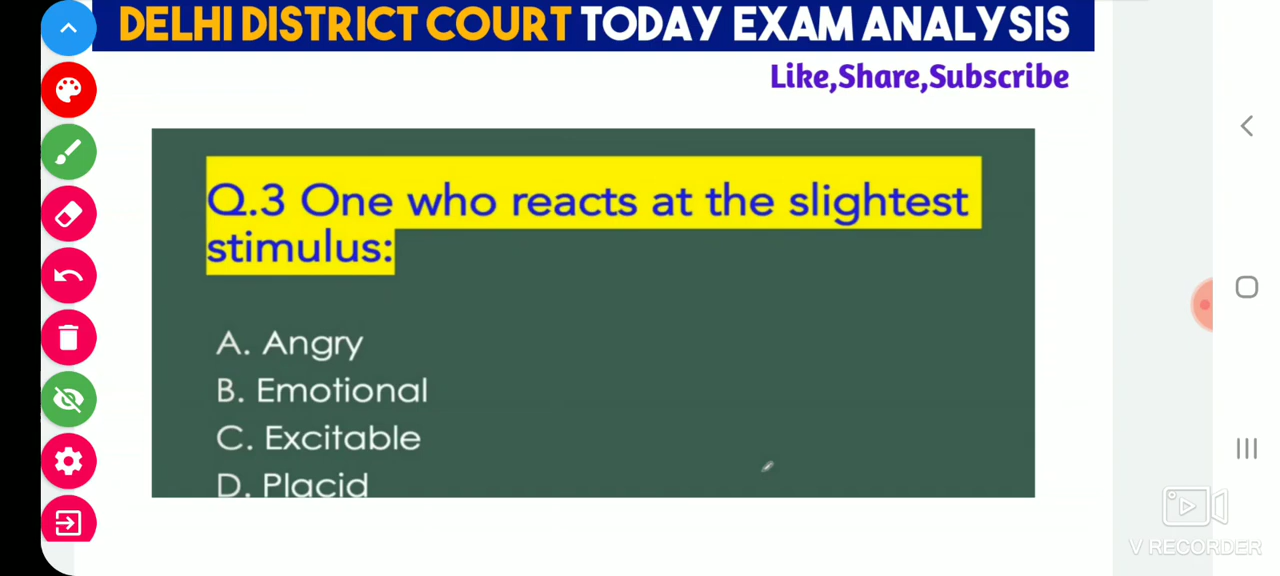 DELHI DISTRICT COURT TODAY EXAM ANALYSIS
Like,Share,Subscribe
Q.3 One who reacts at the slightest
stimulus:
A. Angry
B. Emotional
C. Excitable
D. Placid
V RECORDER